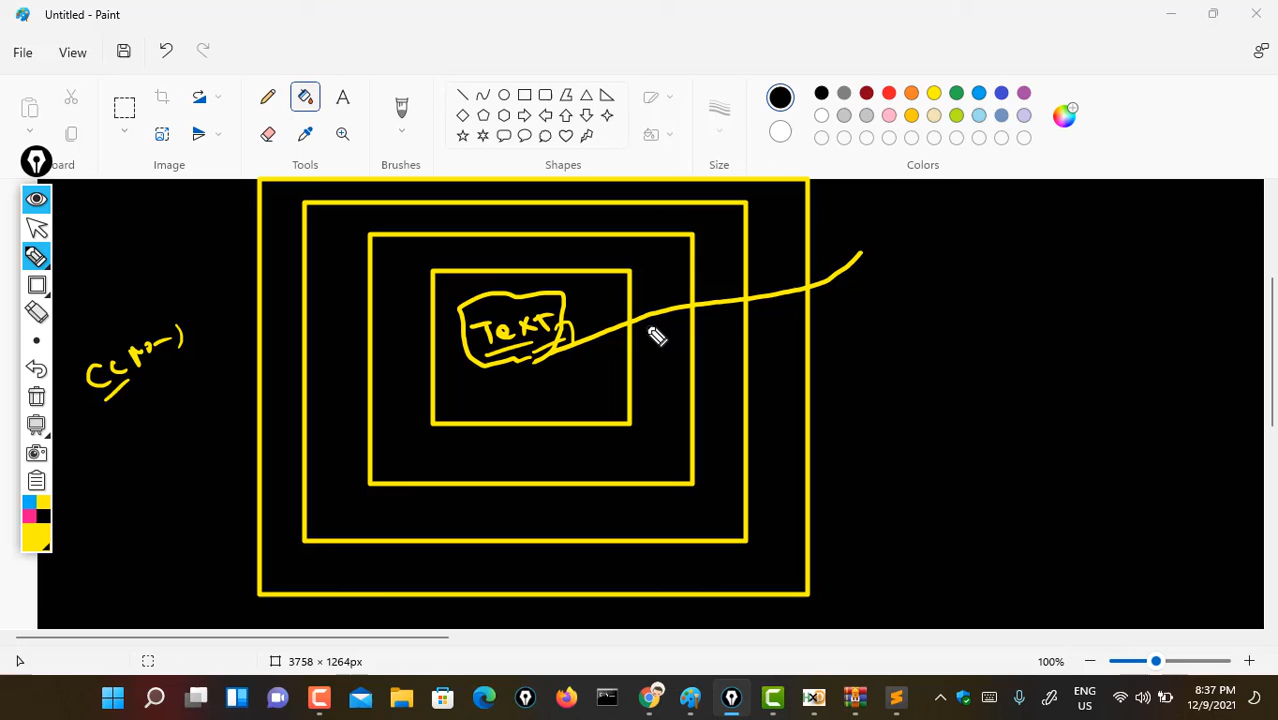 Untitled - Paint
File
View
oard
Image
Tools
Brushes
Shapes
Size
Colors
A
TexT
3758 × 1264px
100%
ENG
US
8:37 PM
12/9/2021